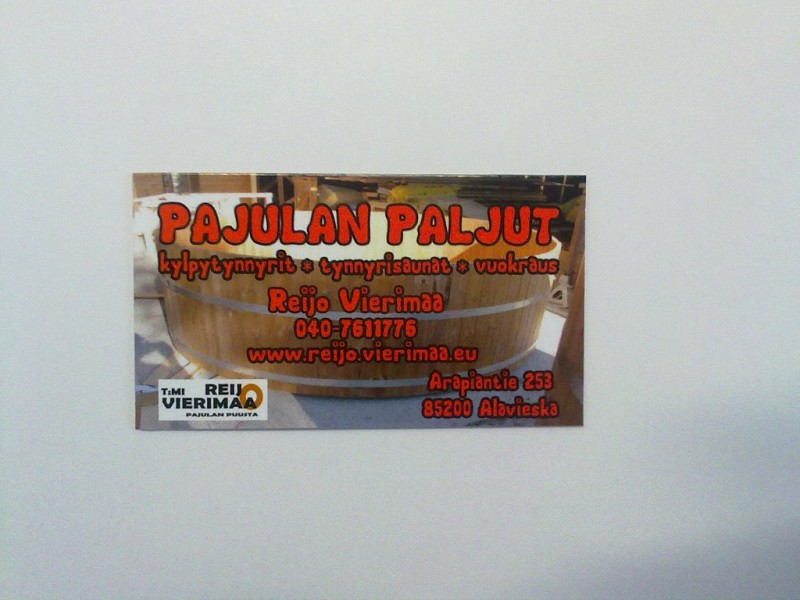 PAJULAN PALJUT
kylpytynnyrit * tynnyrisaunat * vuokraus
Reijo Vierimaa
040-7611776
www.reijo.vierimaa.eu
Arapiantie 253
85200 Alavieska
T:MI REIJO
VIERIMAA
PAJULAN PUUSTA